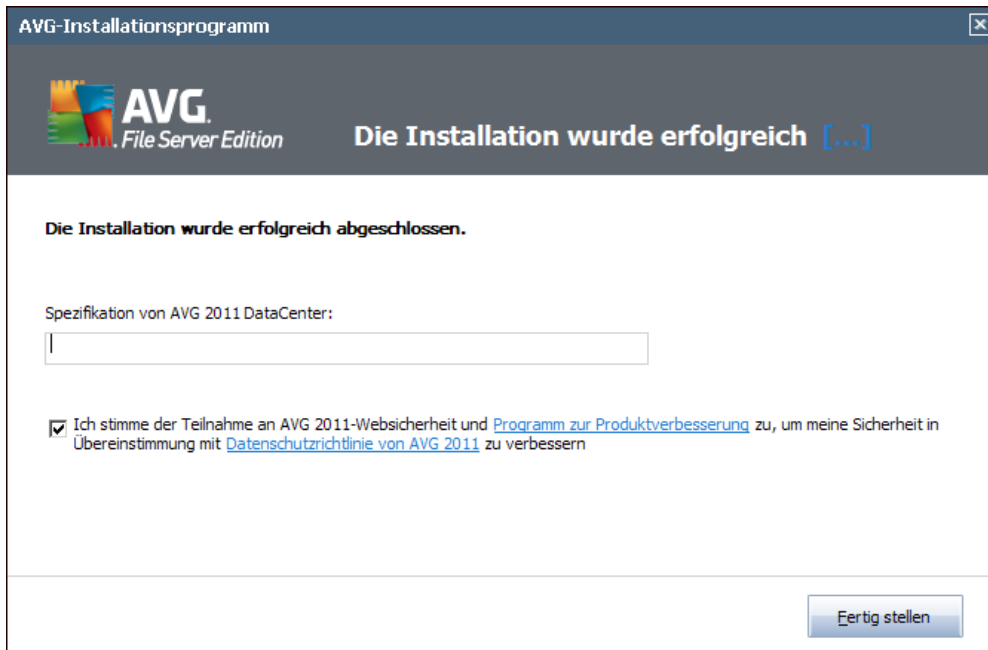 AVG-Installationsprogramm
AVG.
File Server Edition
Die Installation wurde erfolgreich [...]
Die Installation wurde erfolgreich abgeschlossen.
Spezifikation von AVG 2011 DataCenter:
Ich stimme der Teilnahme an AVG 2011-Websicherheit und Programm zur Produktverbesserung zu, um meine Sicherheit in
Übereinstimmung mit Datenschutzrichtlinie von AVG 2011 zu verbessern
Fertig stellen